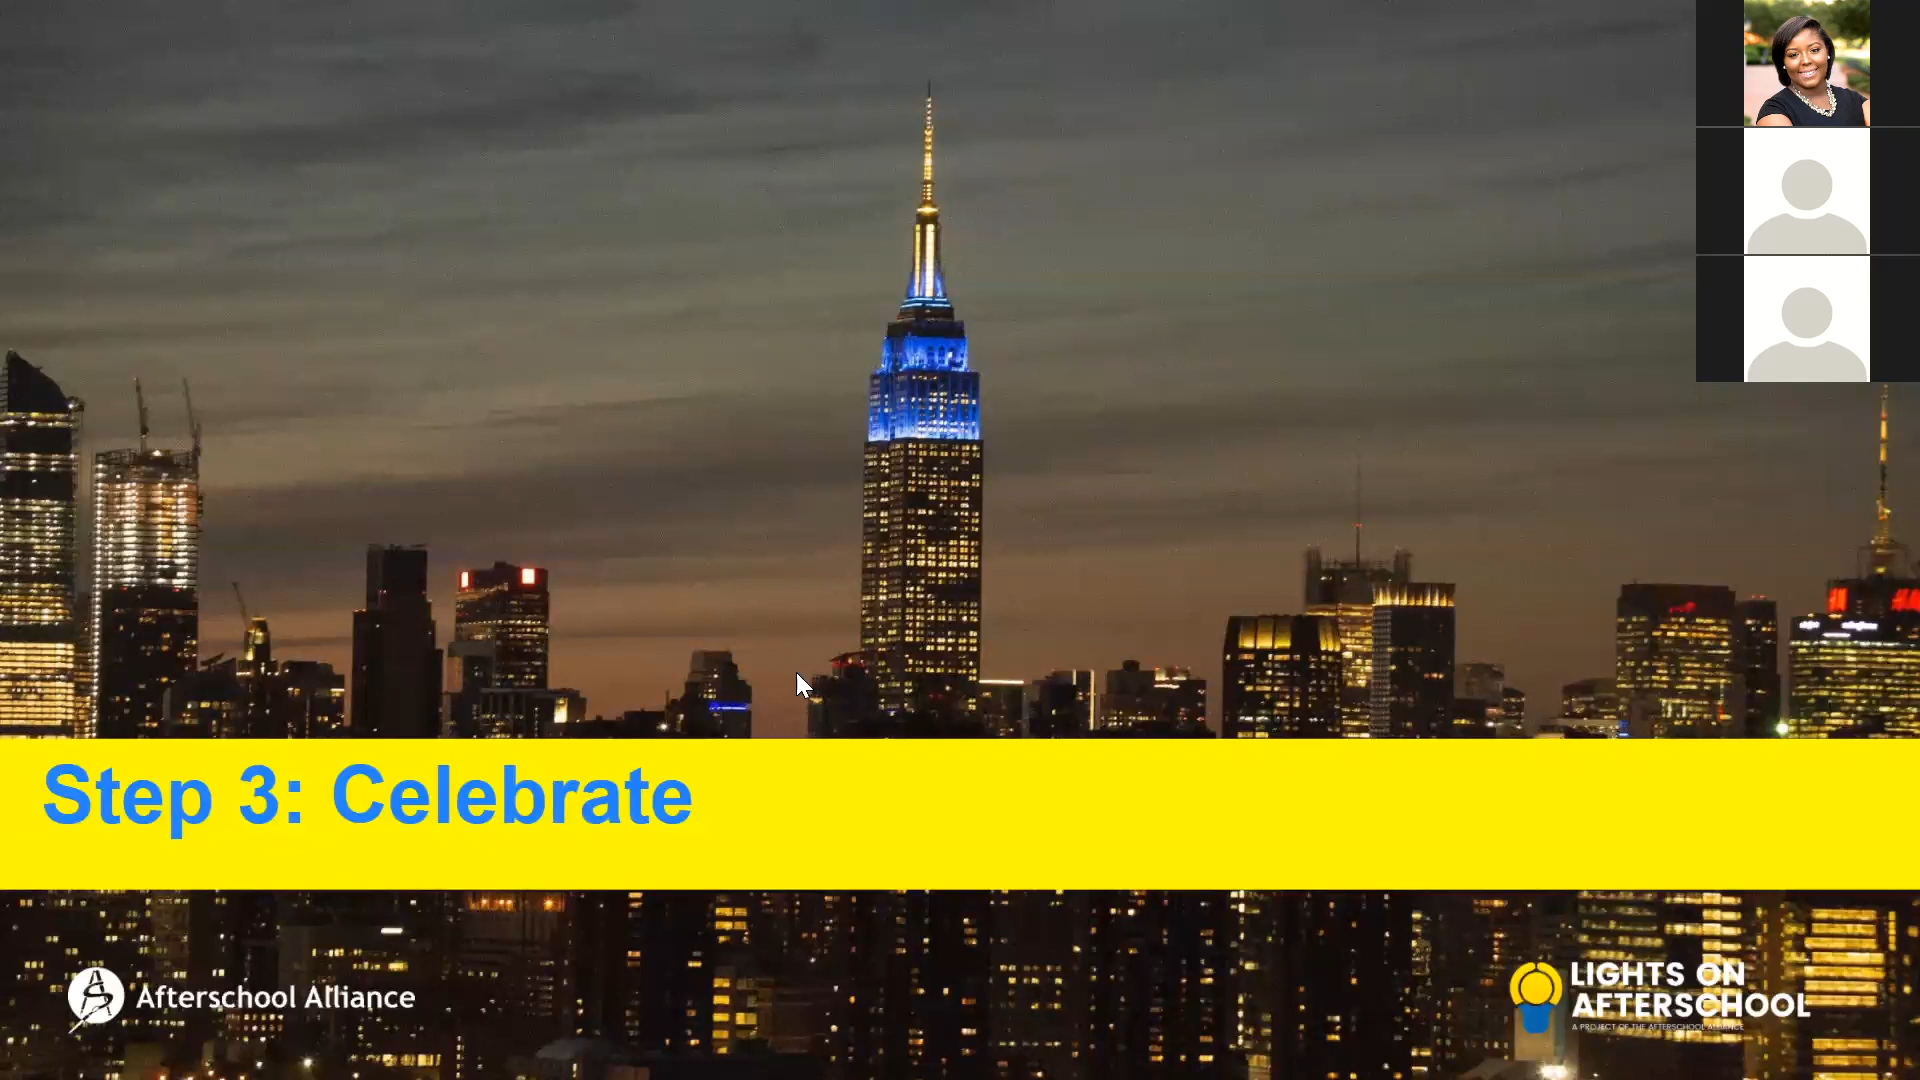 Step 3: Celebrate
Afterschool Alliance
LIGHTS ON
AFTERSCHOOL
A PROJECT OF THE AFTERSCHOOL ALLIANCE